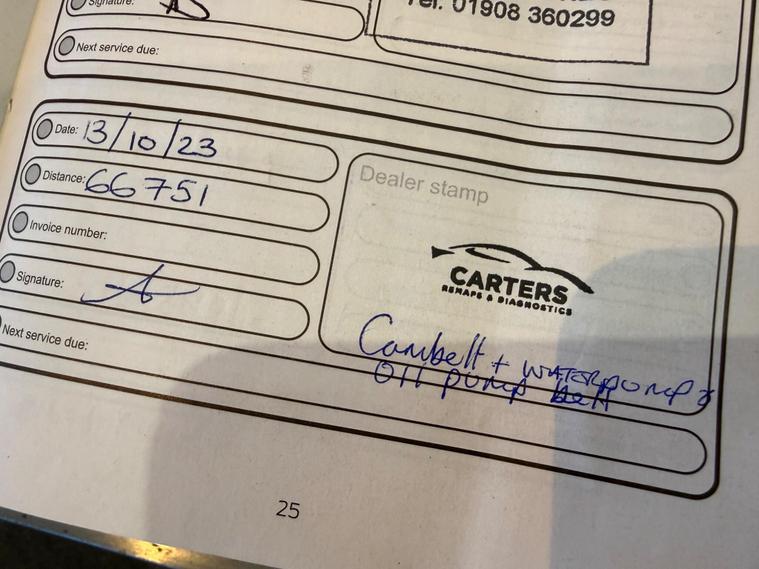 Signature:
Tel: 01908 360299
Next service due:
Date: 13/10/23
Distance: 66751
Invoice number:
Signature:
Next service due:
Dealer stamp
CARTERS
REMAPS & DIAGNOSTICS
Cambelt + WATERPUMP &
OIl pump belt
25